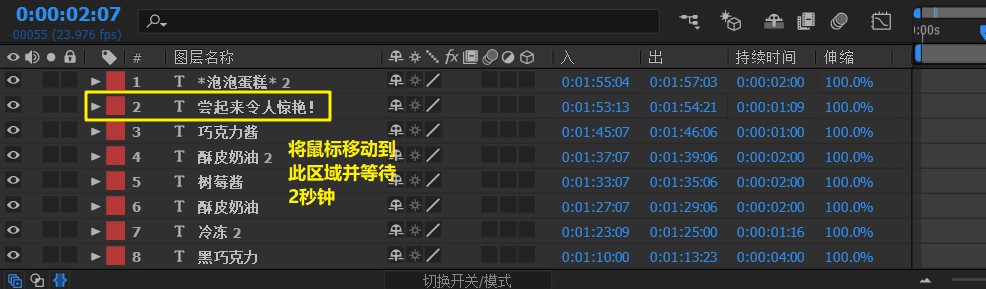 0:00:02:07
00055 (23.976 fps)
):00s
# 图层名称 fx 入 出 持续时间 伸缩
1 T *泡泡蛋糕* 2 0:01:55:04 0:01:57:03 0:00:02:00 100.0%
2 T 尝起来令人惊艳！ 0:01:53:13 0:01:54:21 0:00:01:09 100.0%
3 T 巧克力酱 0:01:45:07 0:01:46:06 0:00:01:00 100.0%
4 T 酥皮奶油 2 0:01:37:07 0:01:39:06 0:00:02:00 100.0%
5 T 树莓酱 0:01:33:07 0:01:35:06 0:00:02:00 100.0%
6 T 酥皮奶油 0:01:27:07 0:01:29:06 0:00:02:00 100.0%
7 T 冷冻 2 0:01:23:09 0:01:25:00 0:00:01:16 100.0%
8 T 黑巧克力 0:01:10:00 0:01:13:23 0:00:04:00 100.0%
将鼠标移动到
此区域并等待
2秒钟
切换开关/模式